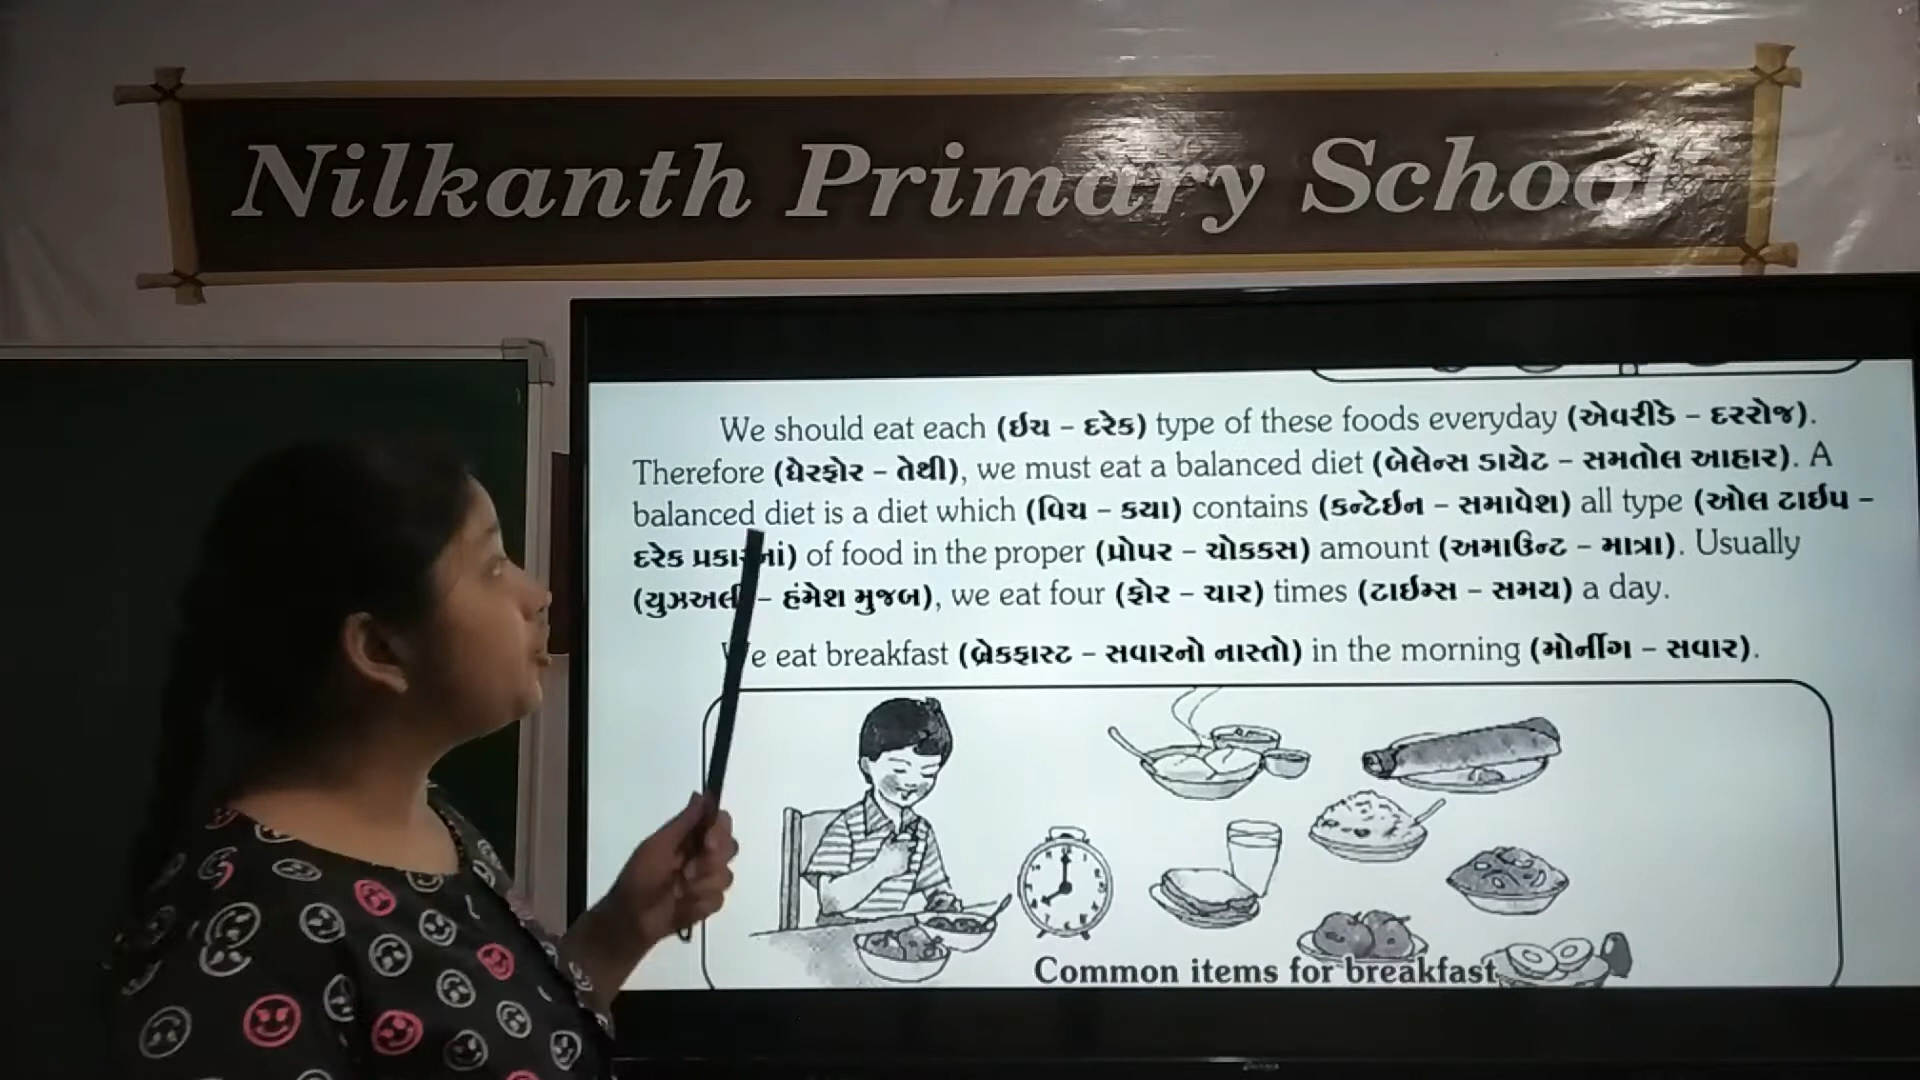 Nilkanth Primary School
We should eat each (ઈચ – દરેક) type of these foods everyday (એવરીડે – દરરોજ).
Therefore (ધેરફોર – તેથી), we must eat a balanced diet (બેલેન્સ ડાયેટ – સમતોલ આહાર). A
balanced diet is a diet which (વિચ – કયા) contains (કન્ટેઈન – સમાવેશ) all type (ઓલ ટાઈપ –
દરેક of food in the proper (પ્રોપર – ચોકકસ) amount (અમાઉન્ટ – માત્રા). Usually
– હંમેશ મુજબ), we eat four (ફોર – ચાર) times (ટાઈમ્સ – સમય) a day.
We eat breakfast (બ્રેકફાસ્ટ – સવારનો નાસ્તો) in the morning (મોર્નીંગ – સવાર).
Common items for breakfast